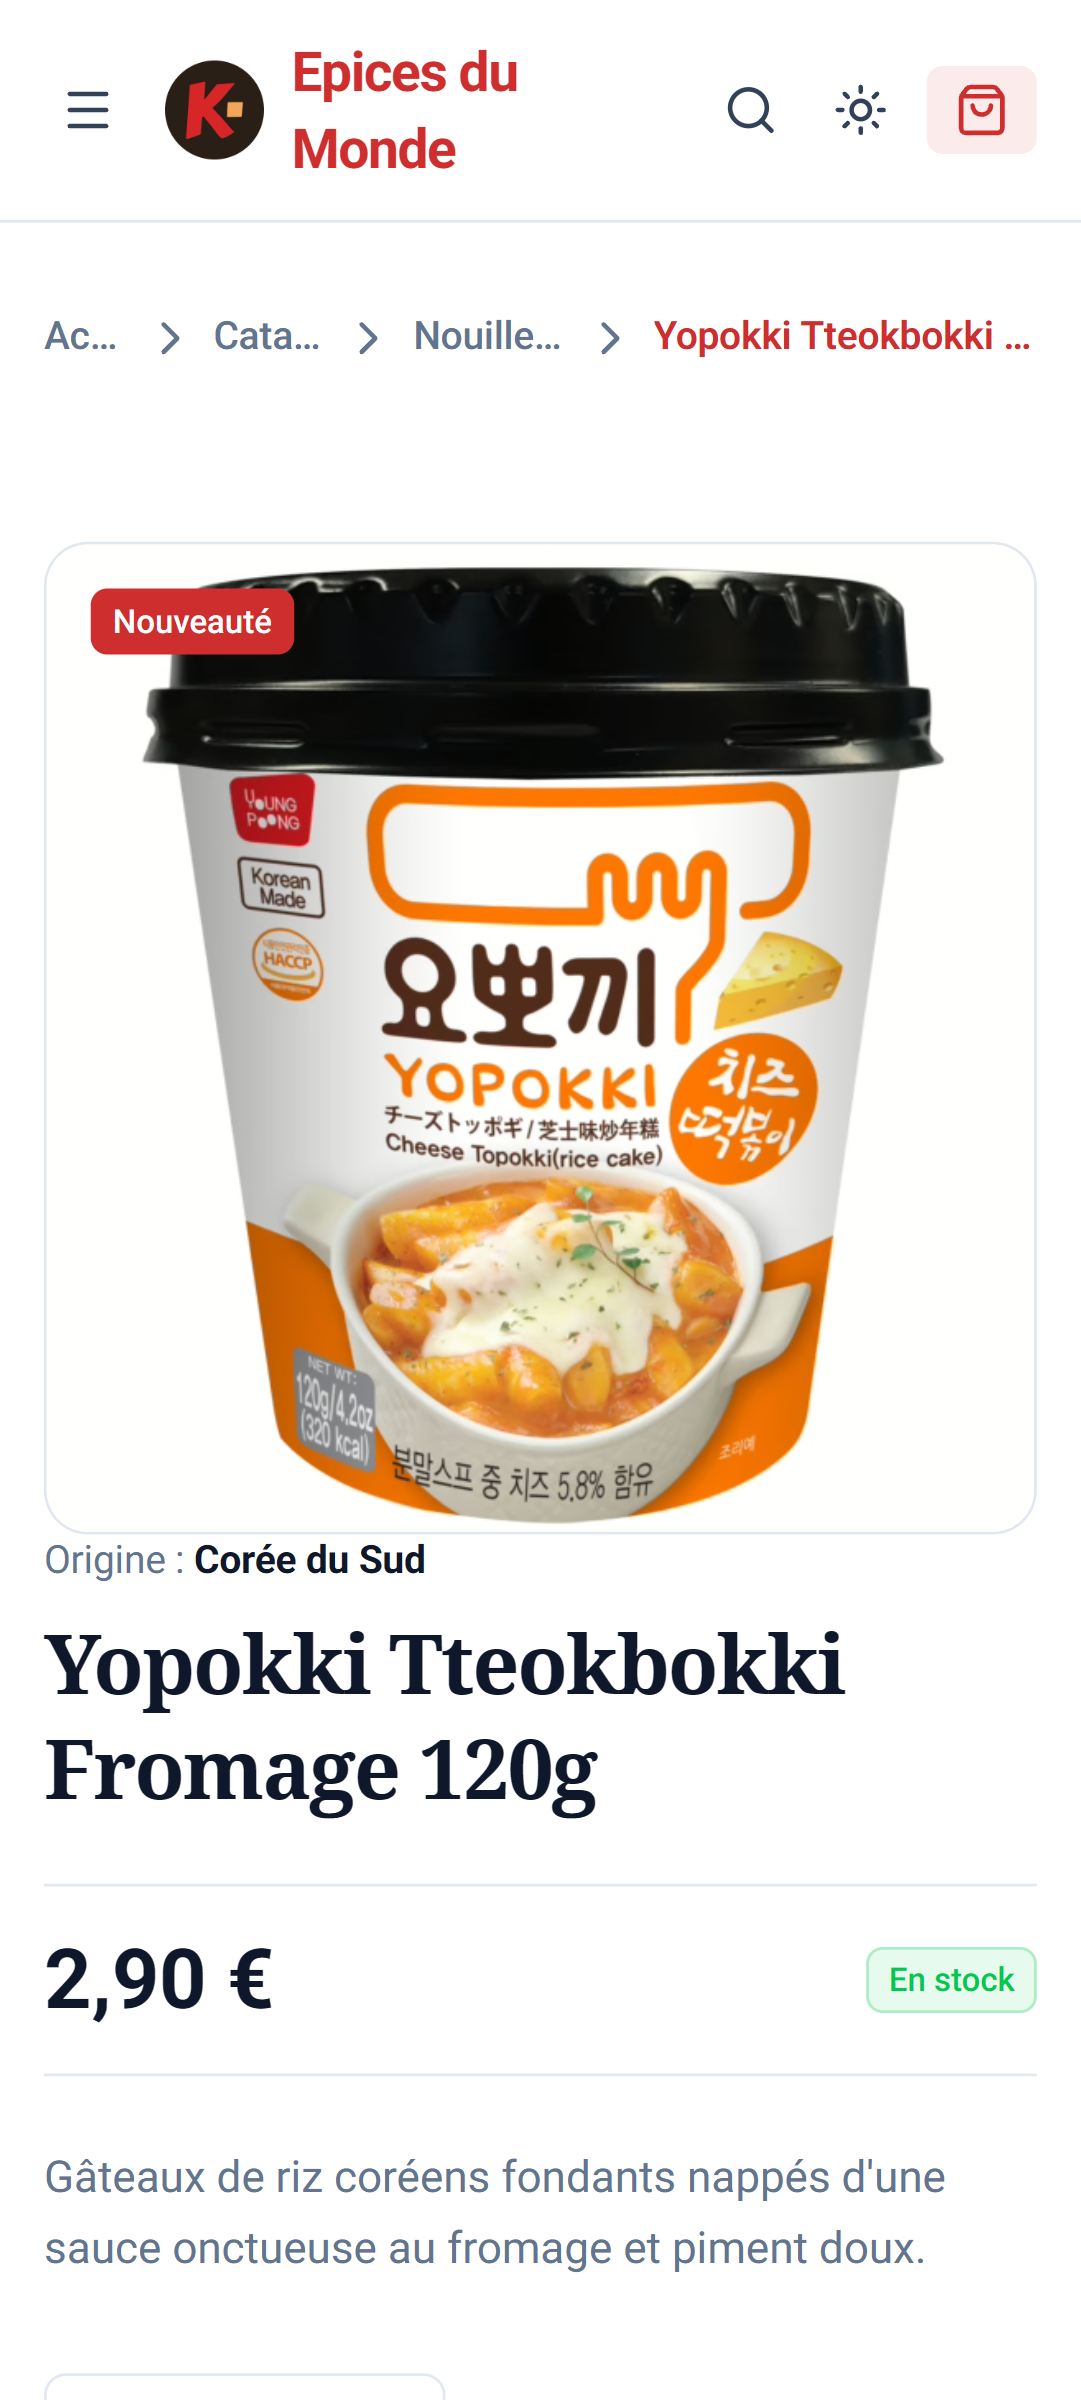 Epices du
Monde
Ac... > Cata... > Nouille... > Yopokki Tteokbokki ...
Nouveauté
YOUNG
POONG
Korean
Made
HACCP
요뽀끼
YOPOKKI
チーズトッポギ / 芝士味炒年糕
Cheese Topokki(rice cake)
치즈
떡볶이
NET WT:
120g/4.2oz
(320 kcal)
분말스프 중 치즈 5.8% 함유
조리예
Origine : Corée du Sud
Yopokki Tteokbokki
Fromage 120g
2,90 €
En stock
Gâteaux de riz coréens fondants nappés d'une
sauce onctueuse au fromage et piment doux.